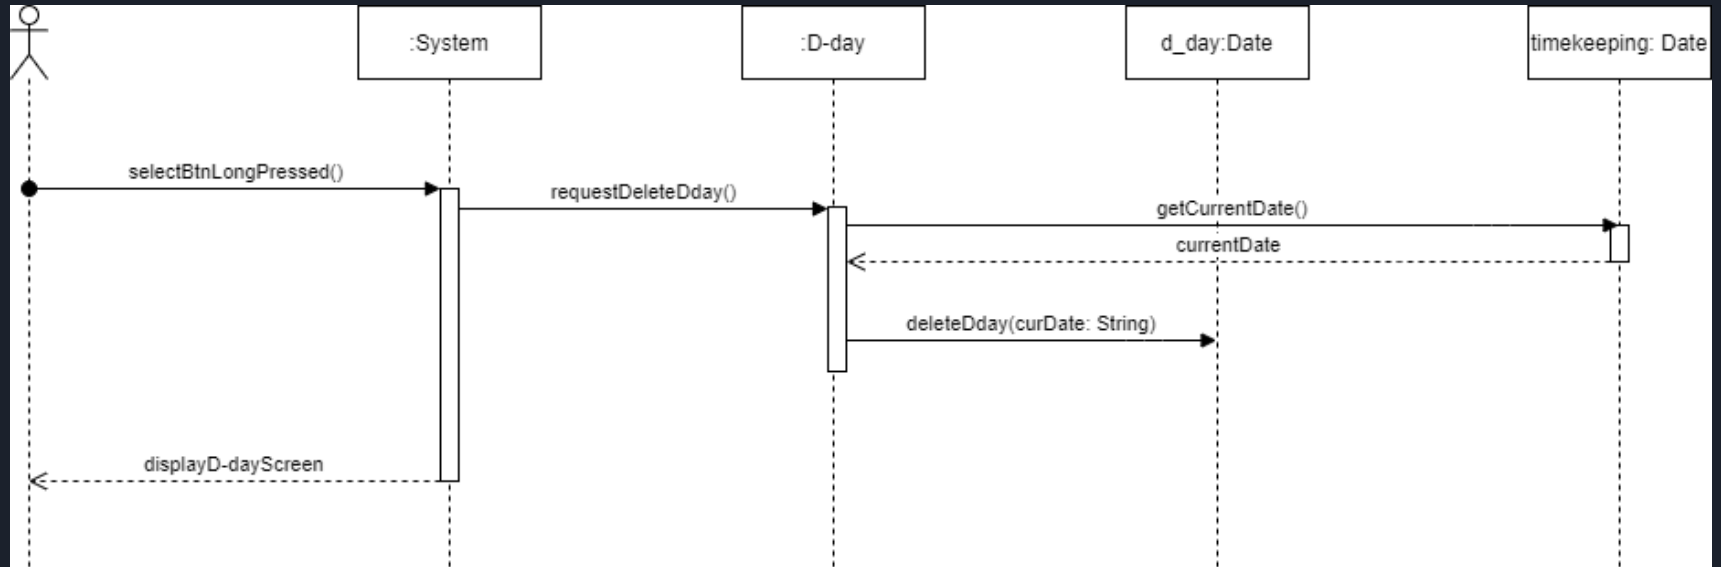 :System
:D-day
d_day:Date
timekeeping: Date
selectBtnLongPressed()
requestDeleteDday()
getCurrentDate()
currentDate
deleteDday(curDate: String)
displayD-dayScreen